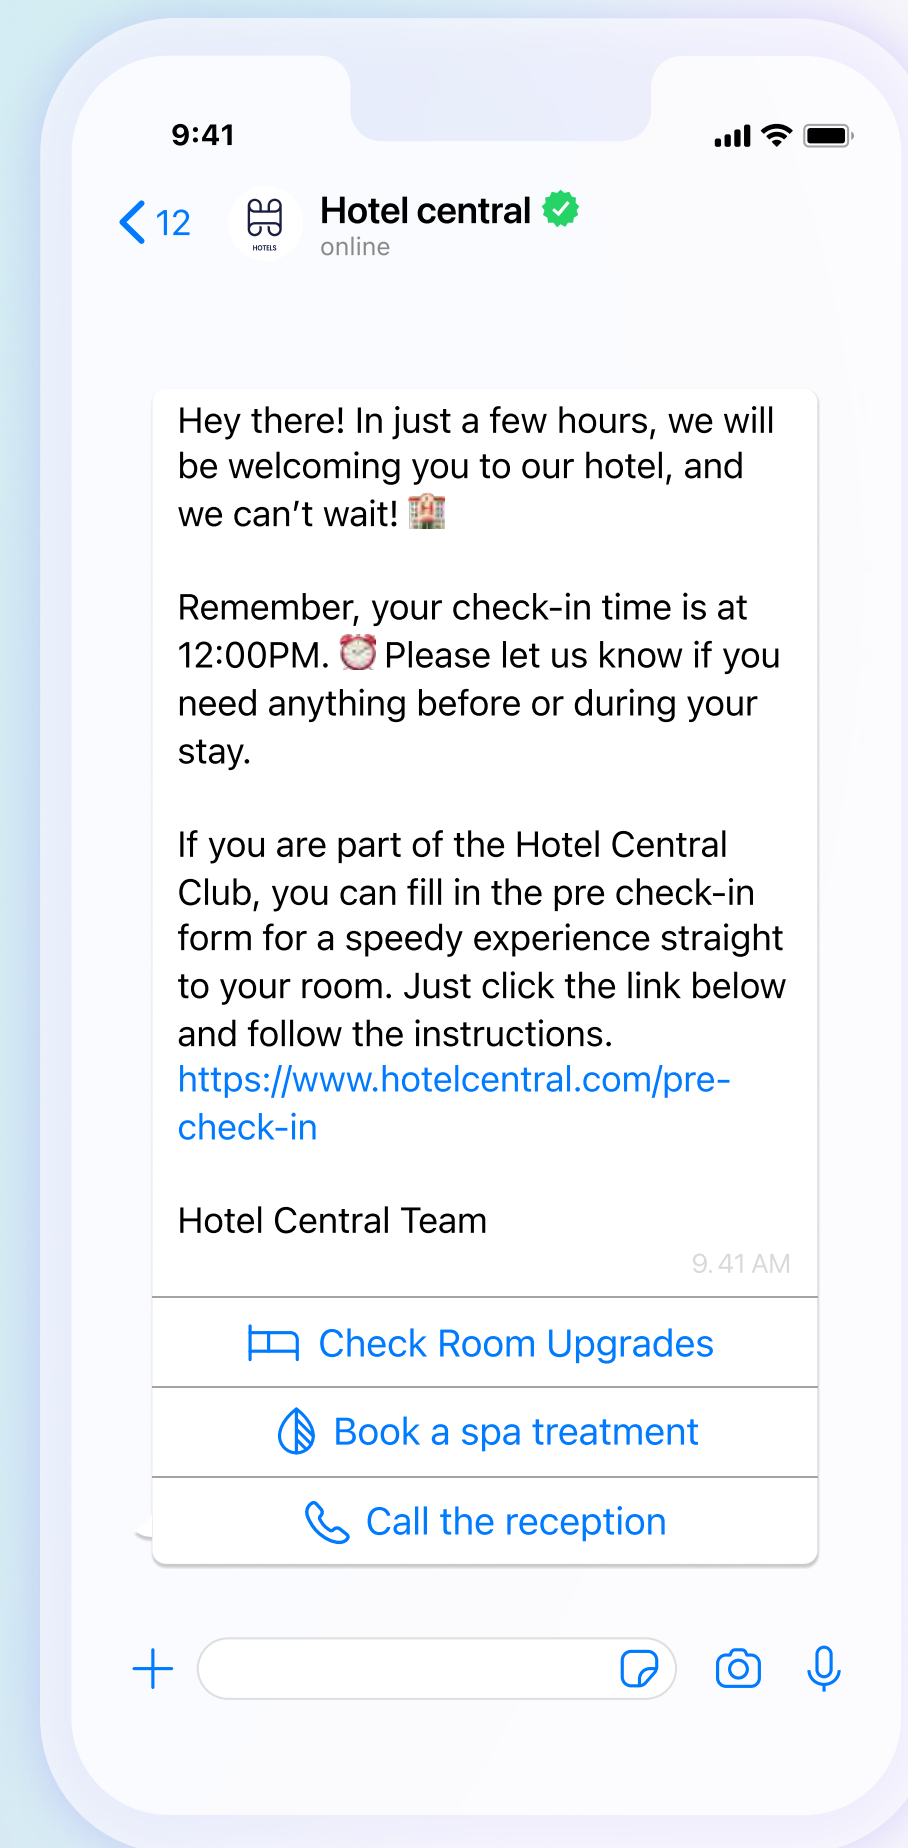 9:41
12
Hotel central
HOTELS
online
Hey there! In just a few hours, we will
be welcoming you to our hotel, and
we can’t wait! 🏨
Remember, your check-in time is at
12:00PM. ⏰ Please let us know if you
need anything before or during your
stay.
If you are part of the Hotel Central
Club, you can fill in the pre check-in
form for a speedy experience straight
to your room. Just click the link below
and follow the instructions.
https://www.hotelcentral.com/pre-
check-in
Hotel Central Team
9.41 AM
Check Room Upgrades
Book a spa treatment
Call the reception